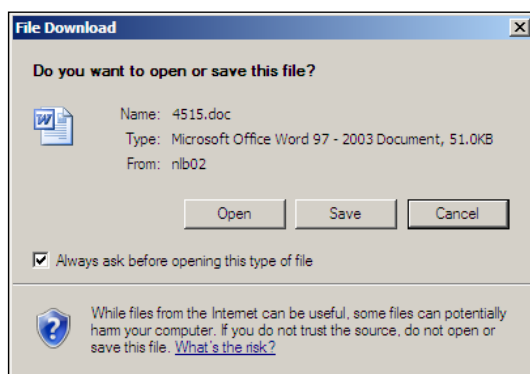 File Download
Do you want to open or save this file?
Name: 4515.doc
Type: Microsoft Office Word 97 - 2003 Document, 51.0KB
From: nlb02
Open Save Cancel
Always ask before opening this type of file
While files from the Internet can be useful, some files can potentially
harm your computer. If you do not trust the source, do not open or
save this file. What's the risk?